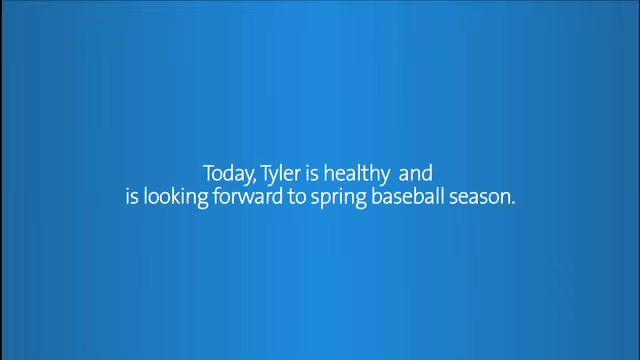 Today, Tyler is healthy and
is looking forward to spring baseball season.